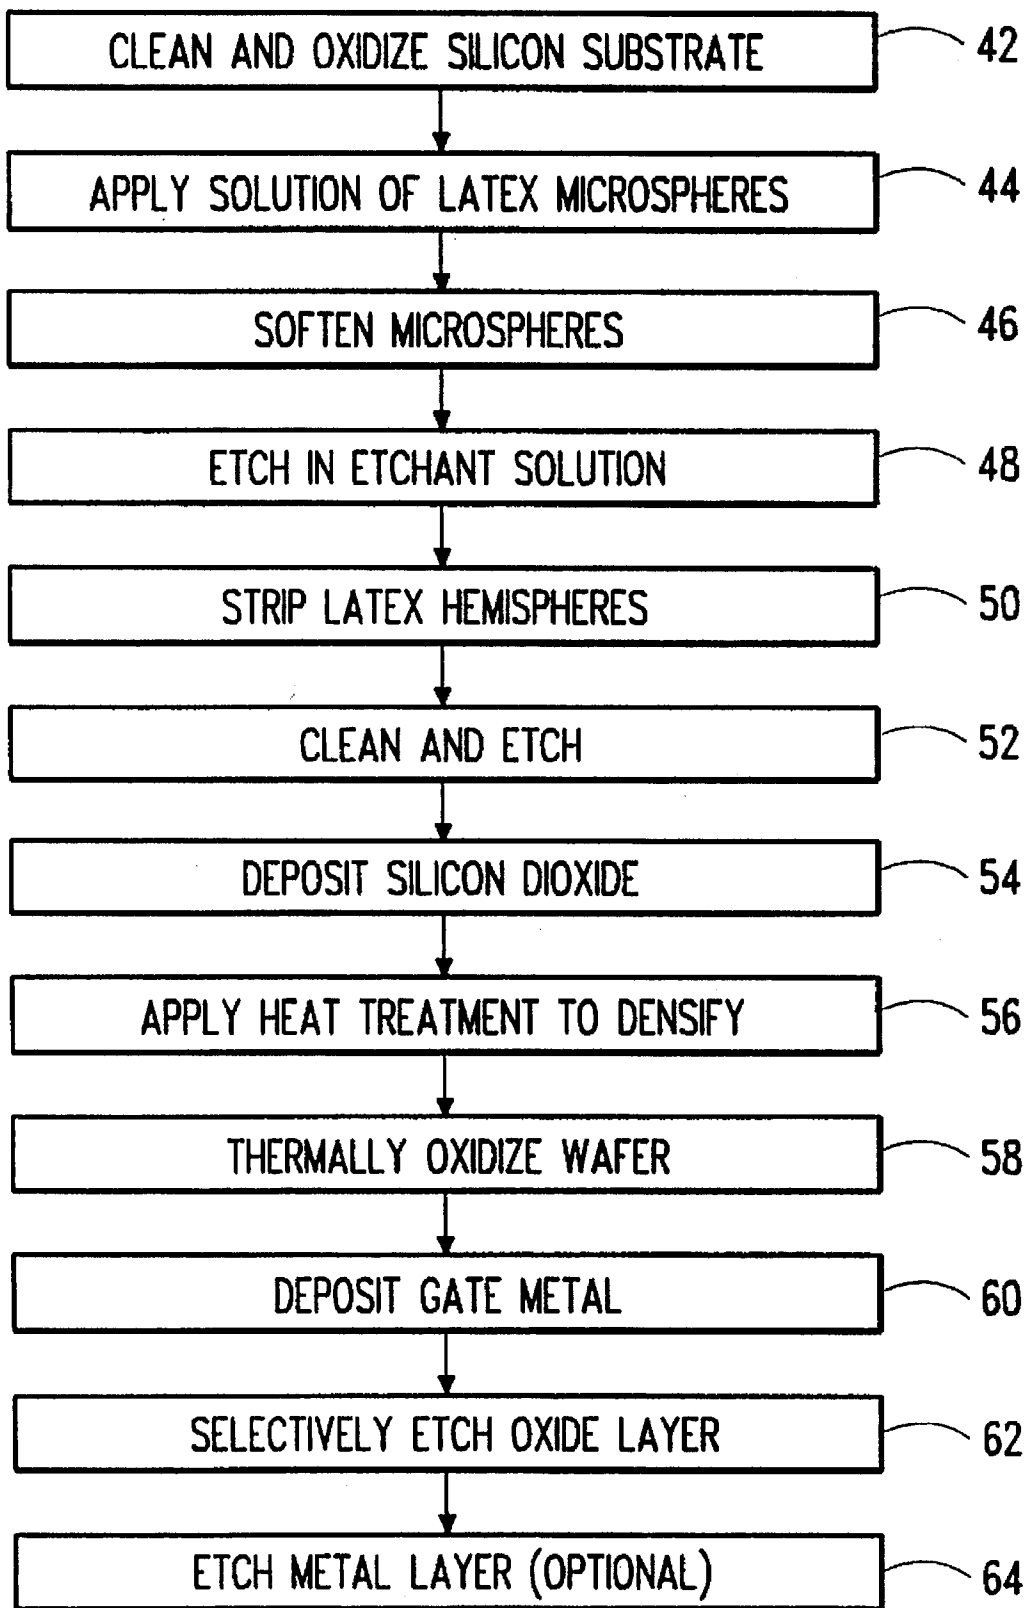 CLEAN AND OXIDIZE SILICON SUBSTRATE 42
APPLY SOLUTION OF LATEX MICROSPHERES 44
SOFTEN MICROSPHERES 46
ETCH IN ETCHANT SOLUTION 48
STRIP LATEX HEMISPHERES 50
CLEAN AND ETCH 52
DEPOSIT SILICON DIOXIDE 54
APPLY HEAT TREATMENT TO DENSIFY 56
THERMALLY OXIDIZE WAFER 58
DEPOSIT GATE METAL 60
SELECTIVELY ETCH OXIDE LAYER 62
ETCH METAL LAYER (OPTIONAL) 64